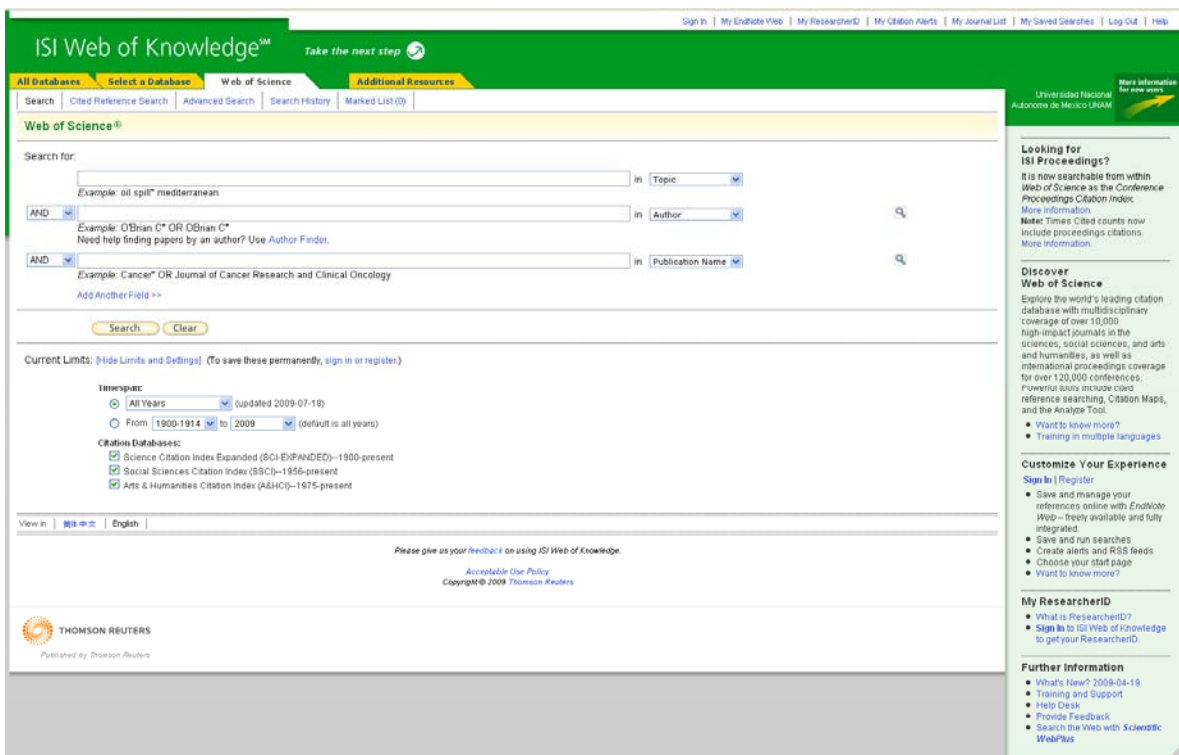 Sign In | My EndNote Web | My ResearcherID | My Citation Alerts | My Journal List | My Saved Searches | Log Out | Help
ISI Web of Knowledge℠ Take the next step
All Databases Select a Database Web of Science Additional Resources
Search | Cited Reference Search | Advanced Search | Search History | Marked List (0)
Web of Science®
Search for:
in Topic
Example: oil spill* mediterranean
AND in Author
Example: O'Brian C* OR OBrian C*
Need help finding papers by an author? Use Author Finder.
AND in Publication Name
Example: Cancer* OR Journal of Cancer Research and Clinical Oncology
Add Another Field >>
Search Clear
Current Limits: [Hide Limits and Settings] (To save these permanently, sign in or register.)
Timespan:
All Years (updated 2009-07-18)
From 1900-1914 to 2009 (default is all years)
Citation Databases:
Science Citation Index Expanded (SCI-EXPANDED)--1900-present
Social Sciences Citation Index (SSCI)--1956-present
Arts & Humanities Citation Index (A&HCI)--1975-present
View in | 简体中文 | English |
Please give us your feedback on using ISI Web of Knowledge.
Acceptable Use Policy
Copyright © 2009 Thomson Reuters
THOMSON REUTERS
Published by Thomson Reuters
Universidad Nacional
Autonoma de Mexico UNAM
More information
for new users
Looking for
ISI Proceedings?
It is now searchable from within
Web of Science as the Conference
Proceedings Citation Index.
More information
Note: Times Cited counts now
include proceedings citations.
More information.
Discover
Web of Science
Explore the world's leading citation
database with multidisciplinary
coverage of over 10,000
high-impact journals in the
sciences, social sciences, and arts
and humanities, as well as
international proceedings coverage
for over 120,000 conferences.
Powerful tools include cited
reference searching, Citation Maps,
and the Analyze Tool.
• Want to know more?
• Training in multiple languages
Customize Your Experience
Sign In | Register
• Save and manage your
references online with EndNote
Web – freely available and fully
integrated.
• Save and run searches
• Create alerts and RSS feeds
• Choose your start page
• Want to know more?
My ResearcherID
• What is ResearcherID?
• Sign In to ISI Web of Knowledge
to get your ResearcherID.
Further Information
• What's New? 2009-04-19
• Training and Support
• Help Desk
• Provide Feedback
• Search the Web with Scientific
WebPlus